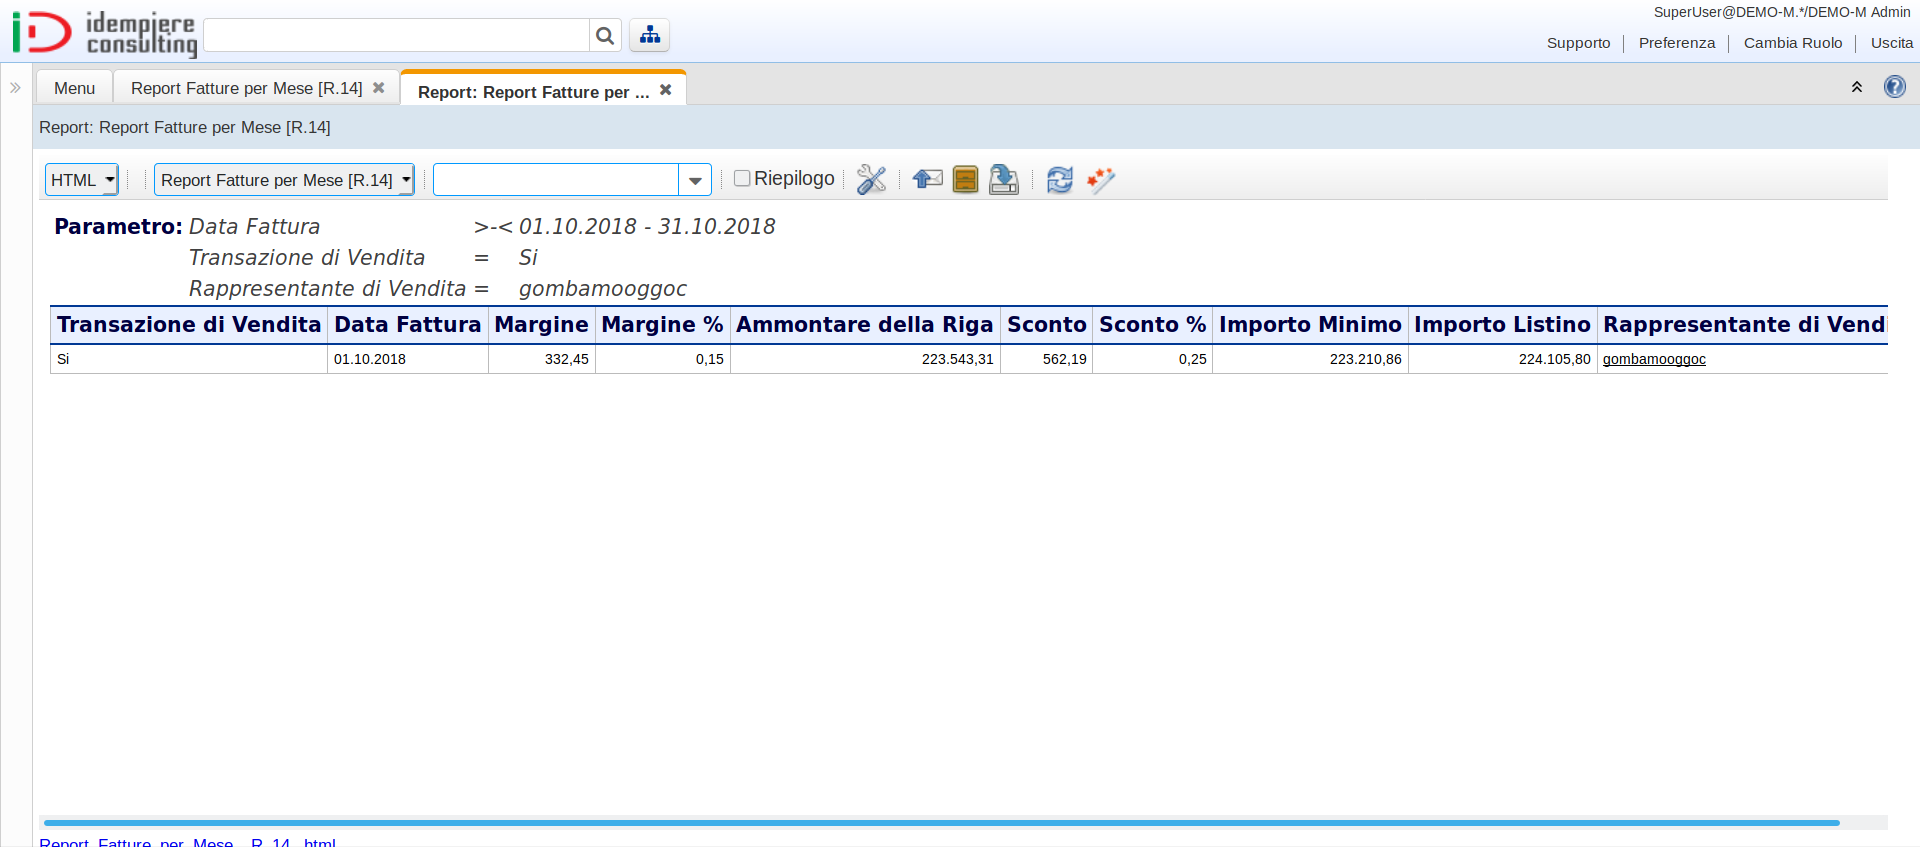 idempiere
consulting
SuperUser@DEMO-M.*/DEMO-M Admin
Supporto Preferenza Cambia Ruolo Uscita
Menu Report Fatture per Mese [R.14] Report: Report Fatture per ...
Report: Report Fatture per Mese [R.14]
HTML Report Fatture per Mese [R.14] Riepilogo
Parametro: Data Fattura >-< 01.10.2018 - 31.10.2018
Transazione di Vendita = Si
Rappresentante di Vendita = gombamooggoc
Transazione di Vendita Data Fattura Margine Margine % Ammontare della Riga Sconto Sconto % Importo Minimo Importo Listino Rappresentante di Vendi
Si 01.10.2018 332,45 0,15 223.543,31 562,19 0,25 223.210,86 224.105,80 gombamooggoc
Report_Fatture_per_Mese__R_14_.html